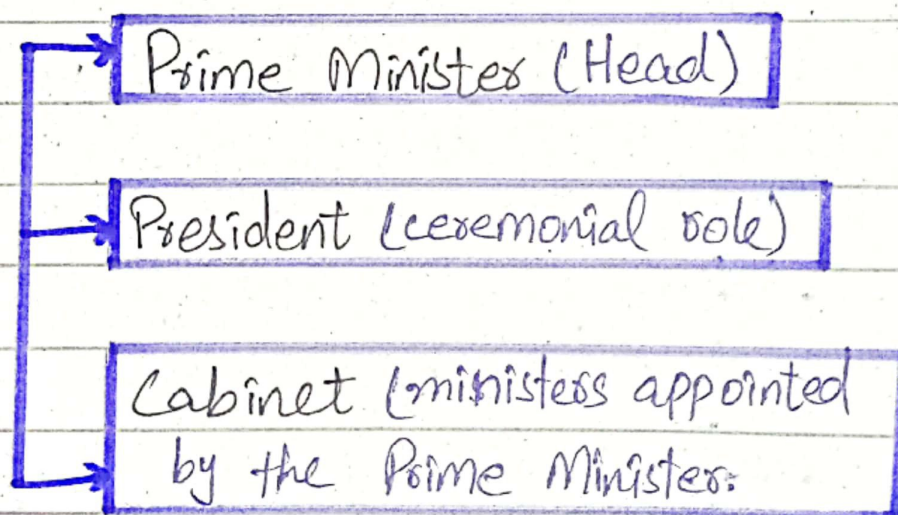 Prime Minister (Head)
President (ceremonial role)
Cabinet (ministers appointed
by the Prime Minister.